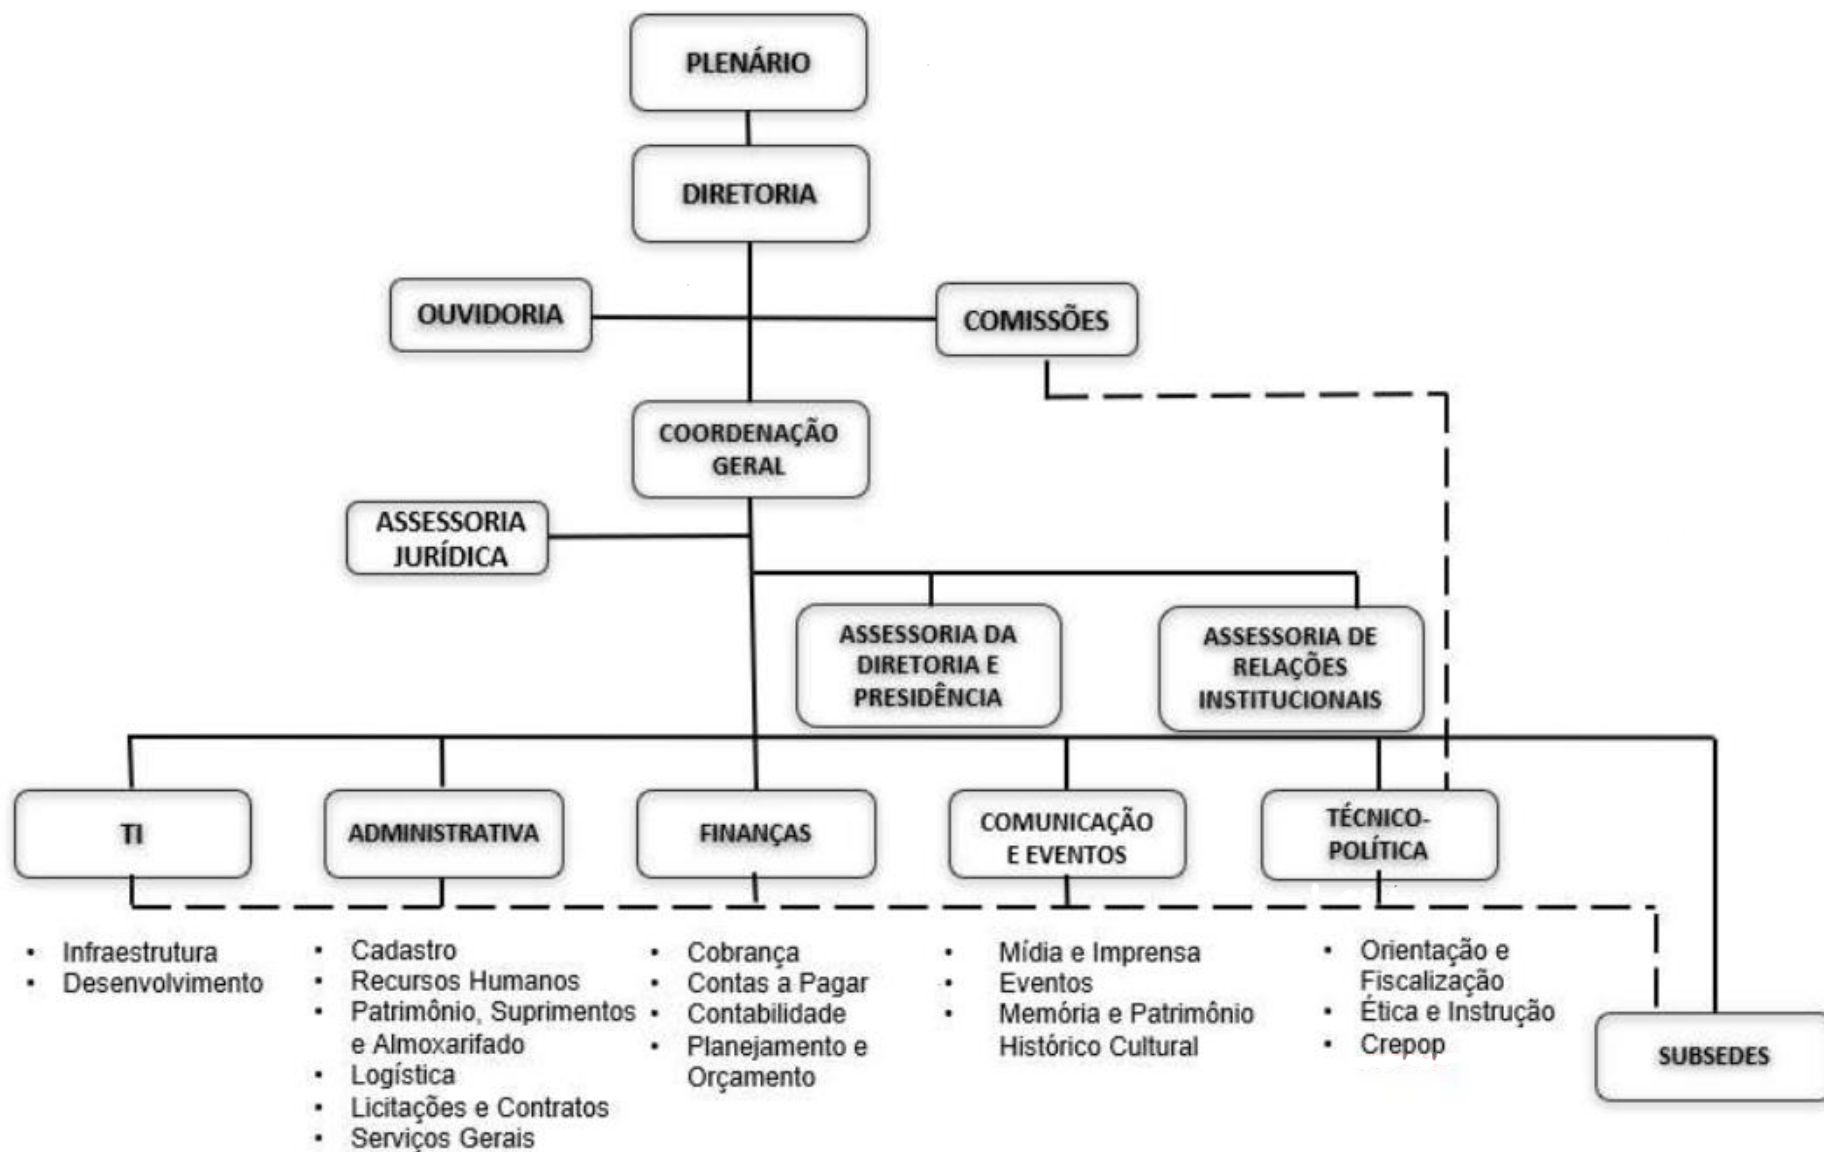 PLENÁRIO
DIRETORIA
OUVIDORIA
COMISSÕES
COORDENAÇÃO
GERAL
ASSESSORIA
JURÍDICA
ASSESSORIA DA
DIRETORIA E
PRESIDÊNCIA
ASSESSORIA DE
RELAÇÕES
INSTITUCIONAIS
TI
ADMINISTRATIVA
FINANÇAS
COMUNICAÇÃO
E EVENTOS
TÉCNICO-
POLÍTICA
• Infraestrutura
• Desenvolvimento
• Cadastro
• Recursos Humanos
• Patrimônio, Suprimentos
e Almoxarifado
• Logística
• Licitações e Contratos
• Serviços Gerais
• Cobrança
• Contas a Pagar
• Contabilidade
• Planejamento e
Orçamento
• Mídia e Imprensa
• Eventos
• Memória e Patrimônio
Histórico Cultural
• Orientação e
Fiscalização
• Ética e Instrução
• Crepop
SUBSEDES